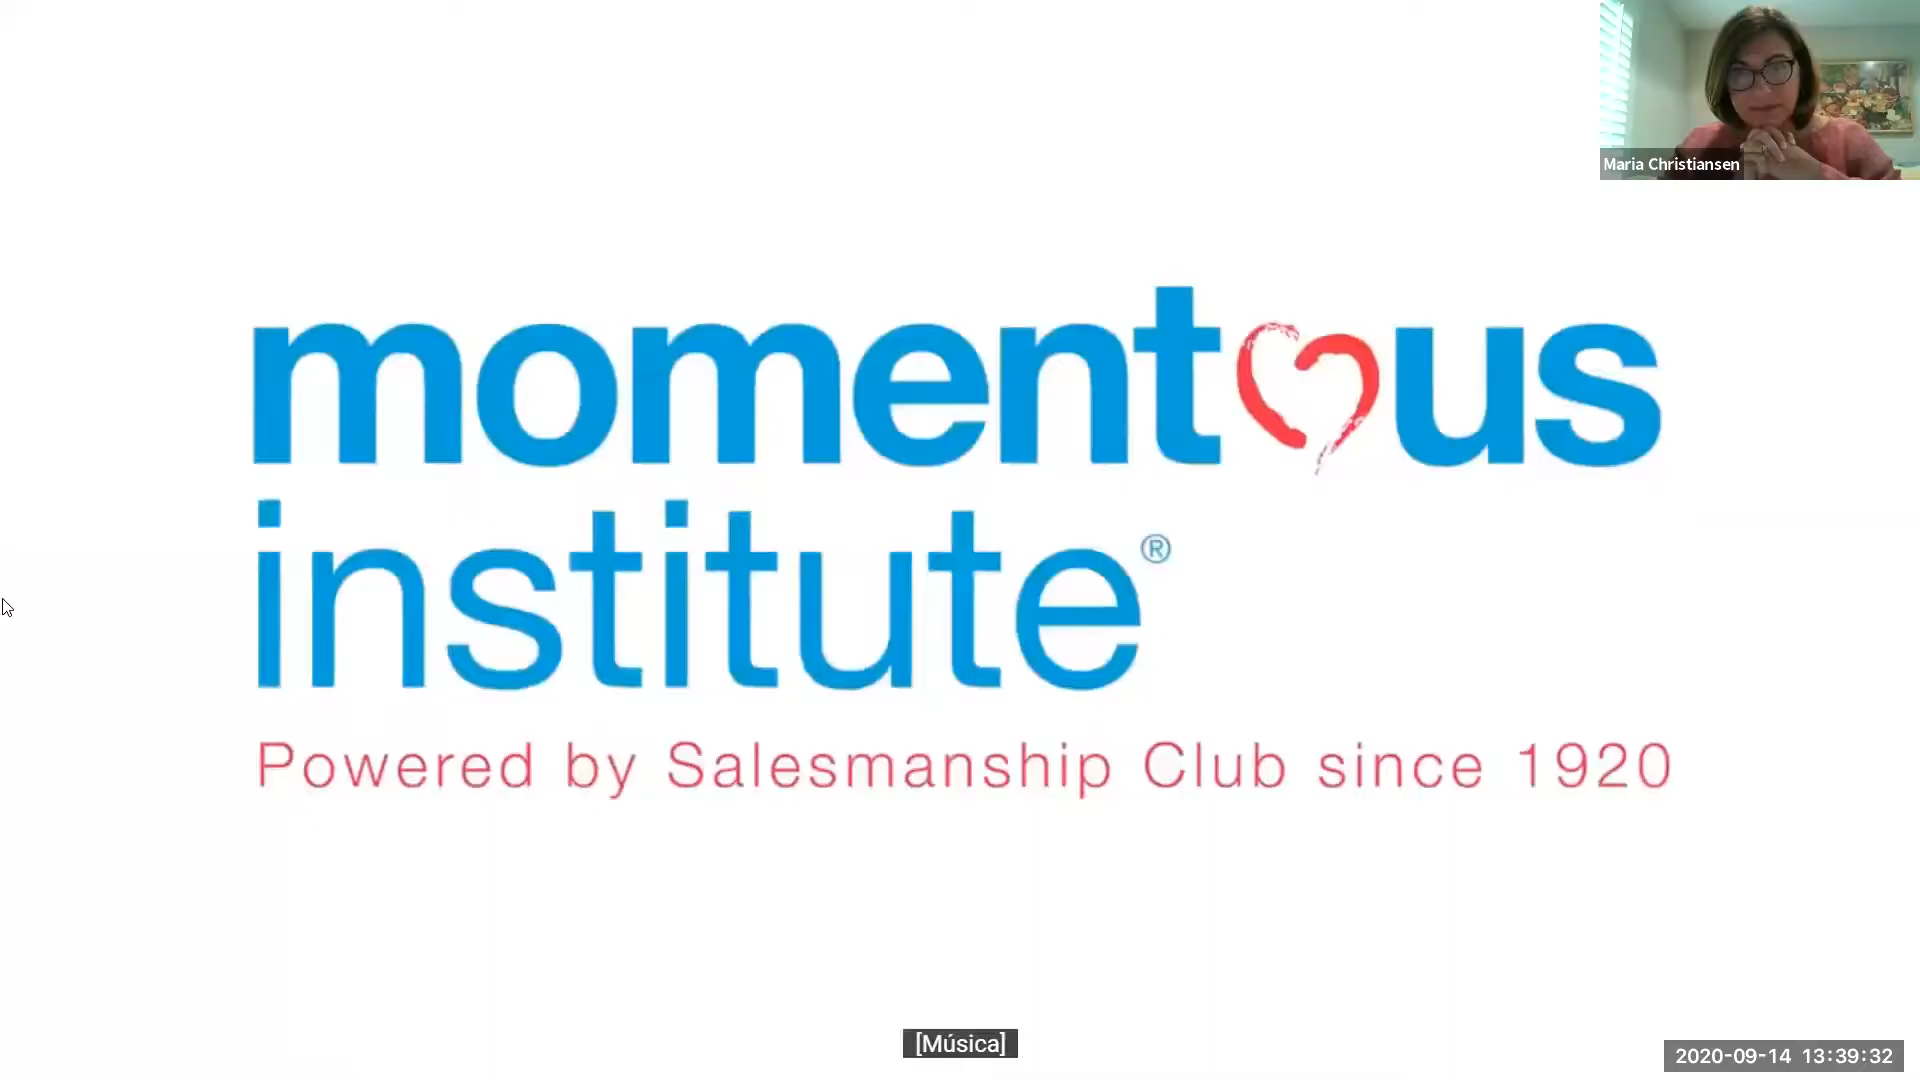 Maria Christiansen
momentous
institute®
Powered by Salesmanship Club since 1920
[Música]
2020-09-14 13:39:32